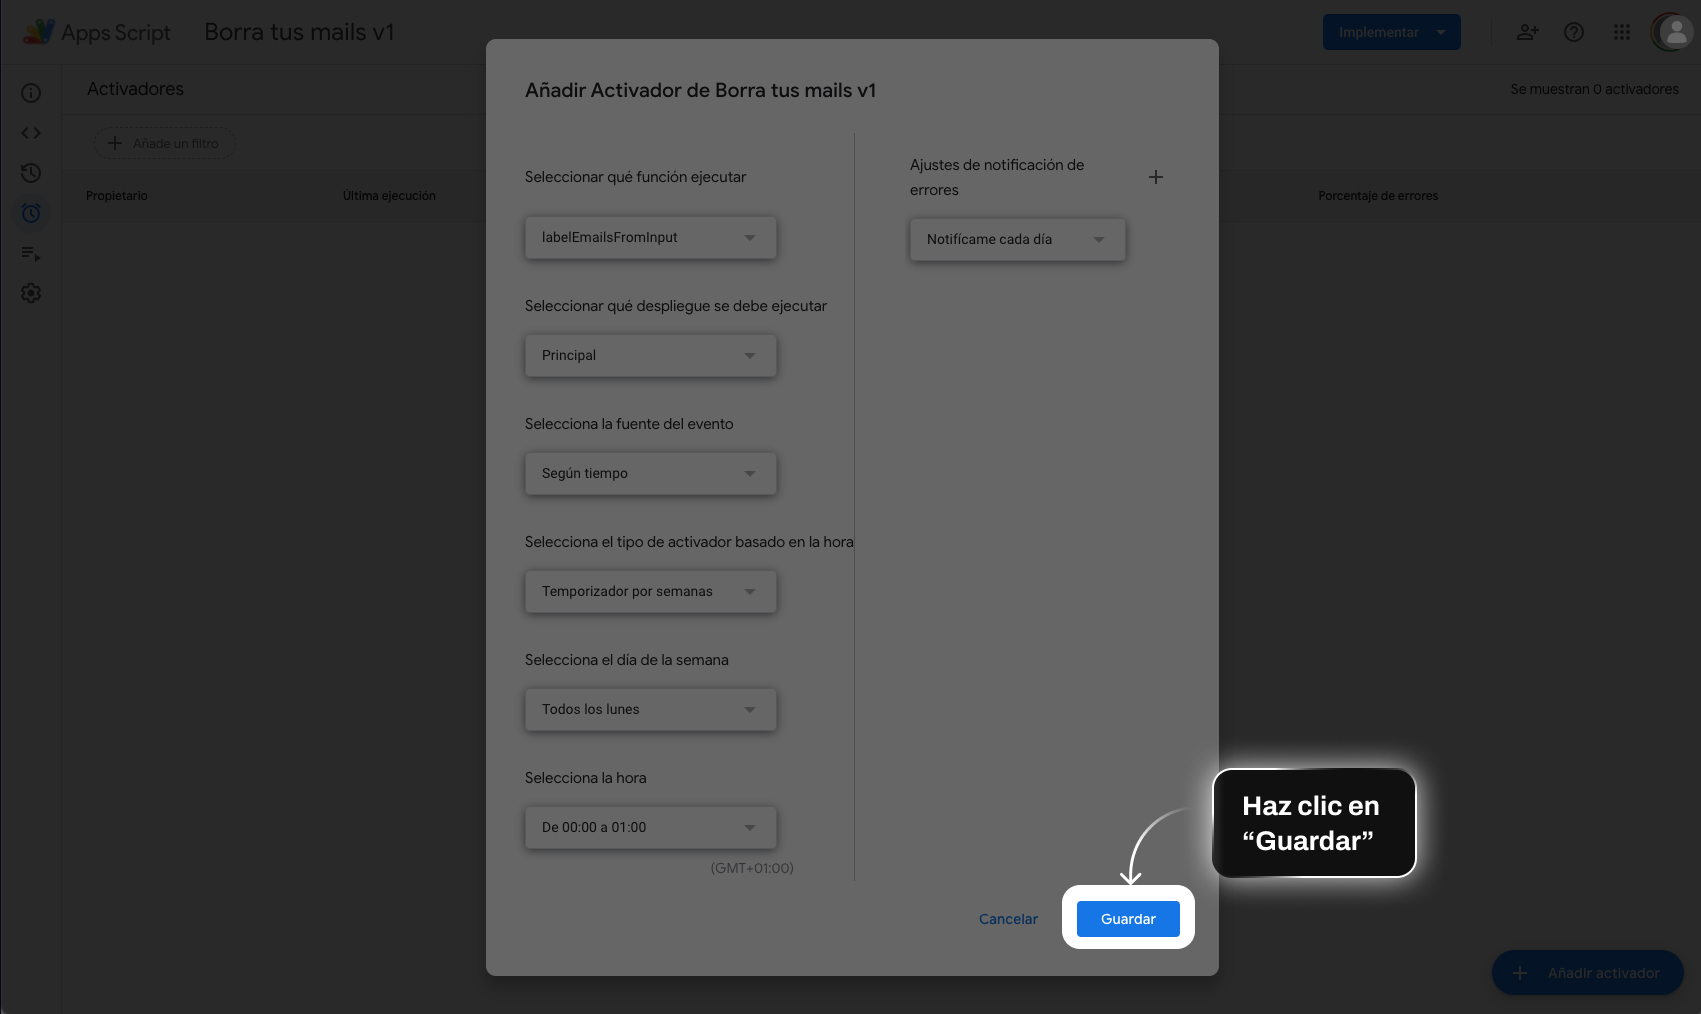 Apps Script
Borra tus mails v1
Implementar
Activadores
Se muestran 0 activadores
Añade un filtro
Propietario
Última ejecución
Porcentaje de errores
Añadir Activador de Borra tus mails v1
Seleccionar qué función ejecutar
labelEmailsFromInput
Seleccionar qué despliegue se debe ejecutar
Principal
Selecciona la fuente del evento
Según tiempo
Selecciona el tipo de activador basado en la hora
Temporizador por semanas
Selecciona el día de la semana
Todos los lunes
Selecciona la hora
De 00:00 a 01:00
(GMT+01:00)
Ajustes de notificación de
errores
Notifícame cada día
Cancelar
Guardar
Haz clic en
“Guardar”
Añadir activador